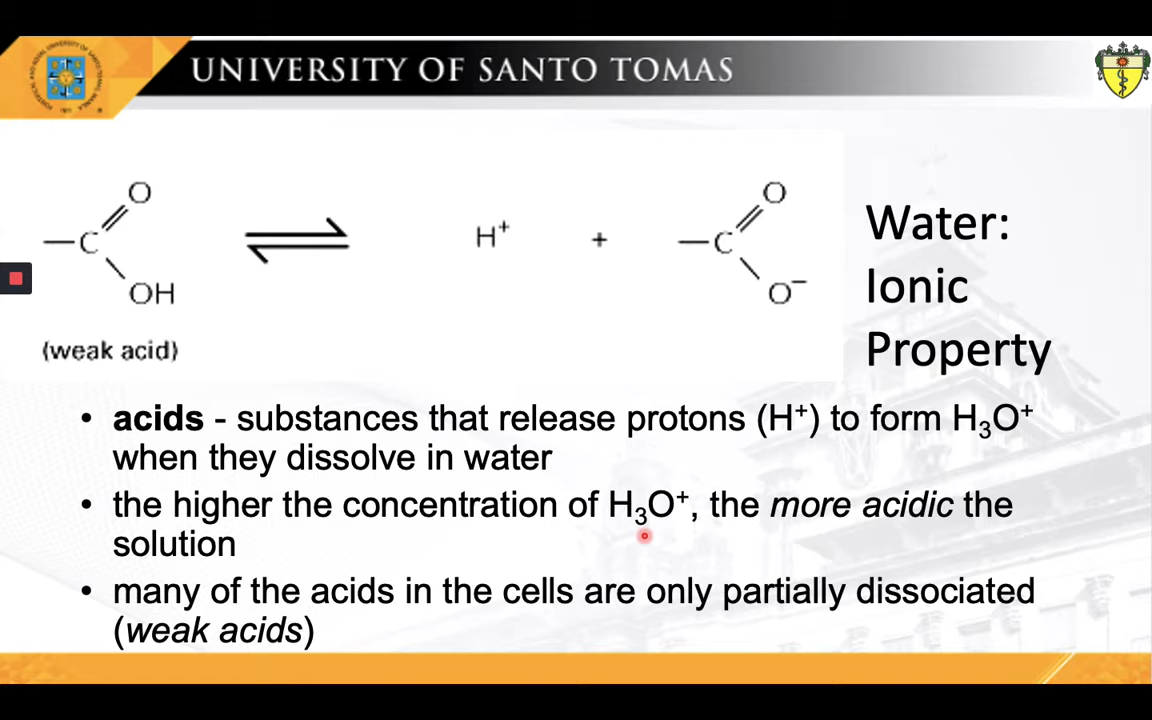 UNIVERSITY OF SANTO TOMAS
O
—C
OH
(weak acid)
⇌
H⁺
+
O
—C
O⁻
Water:
Ionic
Property
• acids - substances that release protons (H⁺) to form H₃O⁺
when they dissolve in water
• the higher the concentration of H₃O⁺, the more acidic the
solution
• many of the acids in the cells are only partially dissociated
(weak acids)